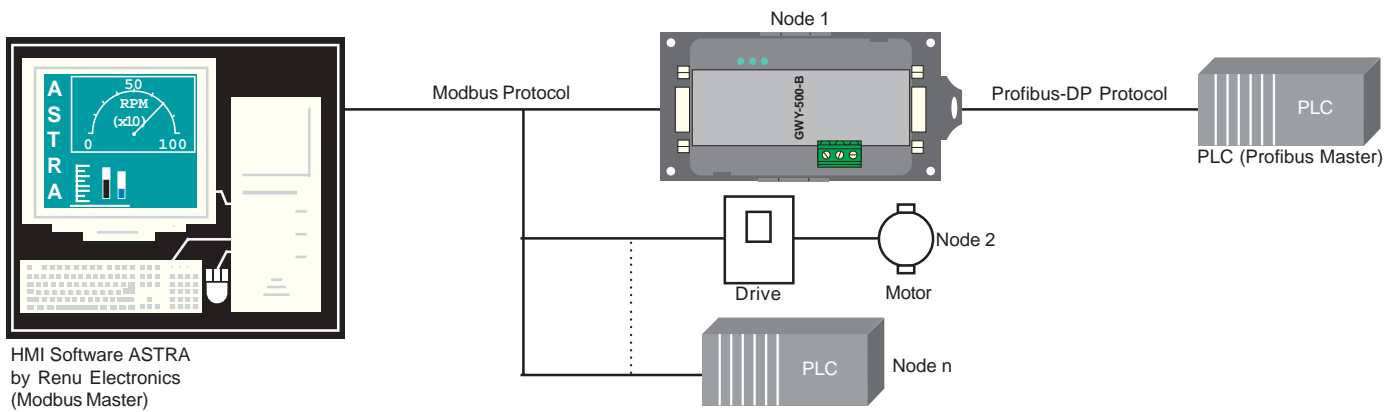 Node 1
ASTRA
50
RPM
(x10)
0 100
Modbus Protocol
GWY-500-B
Profibus-DP Protocol
PLC
PLC (Profibus Master)
Drive
Motor
Node 2
PLC
Node n
HMI Software ASTRA
by Renu Electronics
(Modbus Master)